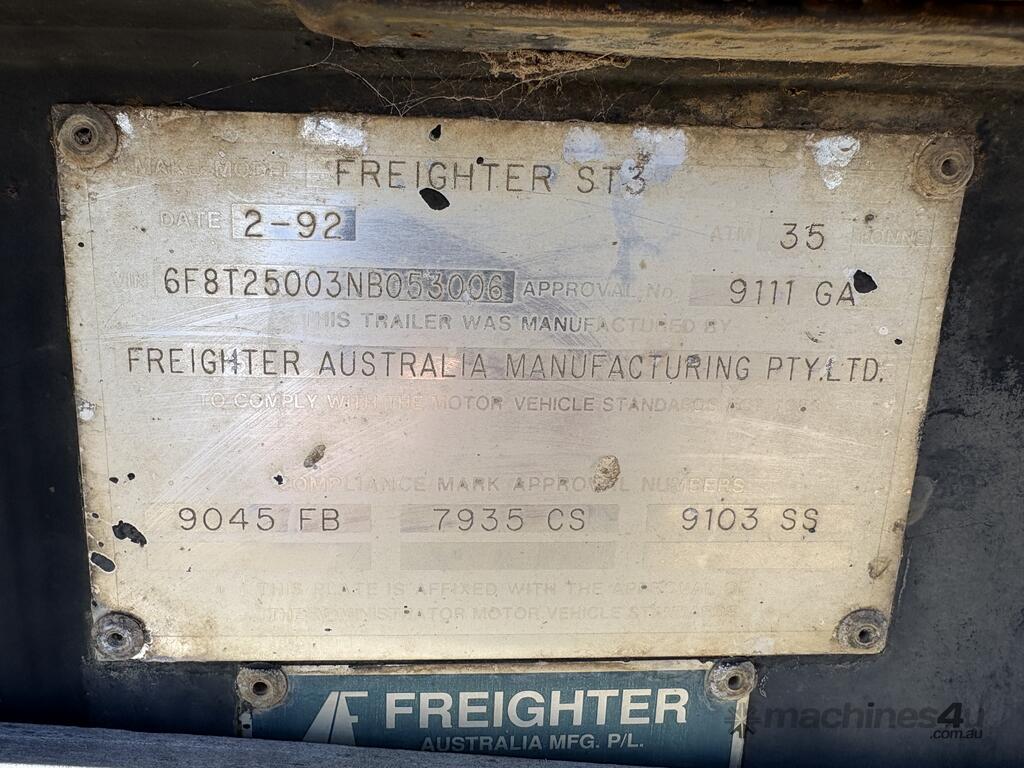 MAKE MODEL FREIGHTER ST3
DATE 2-92 ATM 35 TONNE
VIN 6F8T25003NB053006 APPROVAL No. 9111 GA
THIS TRAILER WAS MANUFACTURED BY
FREIGHTER AUSTRALIA MANUFACTURING PTY.LTD.
TO COMPLY WITH THE MOTOR VEHICLE STANDARDS
COMPLIANCE MARK APPROVAL NUMBERS
9045 FB 7935 CS 9103 SS
THIS PLATE IS AFFIXED WITH THE APPROVAL OF
THE ADMINISTRATOR MOTOR VEHICLE STANDARDS
FREIGHTER
AUSTRALIA MFG. P/L.
machines4u
.com.au